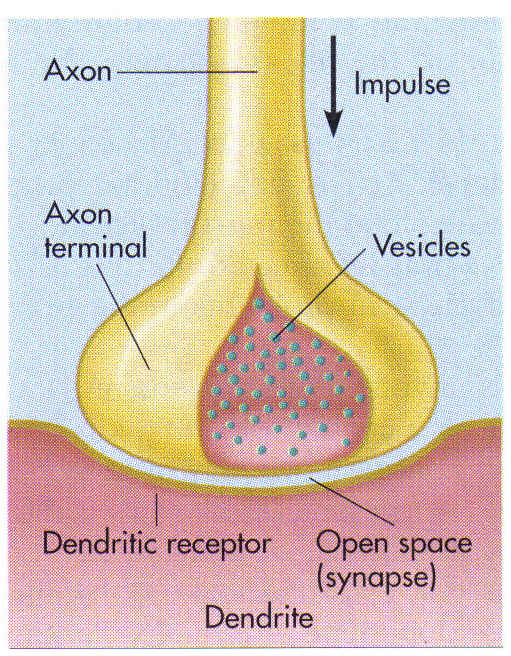 Axon
Impulse
Axon
terminal
Vesicles
Dendritic receptor
Open space
(synapse)
Dendrite